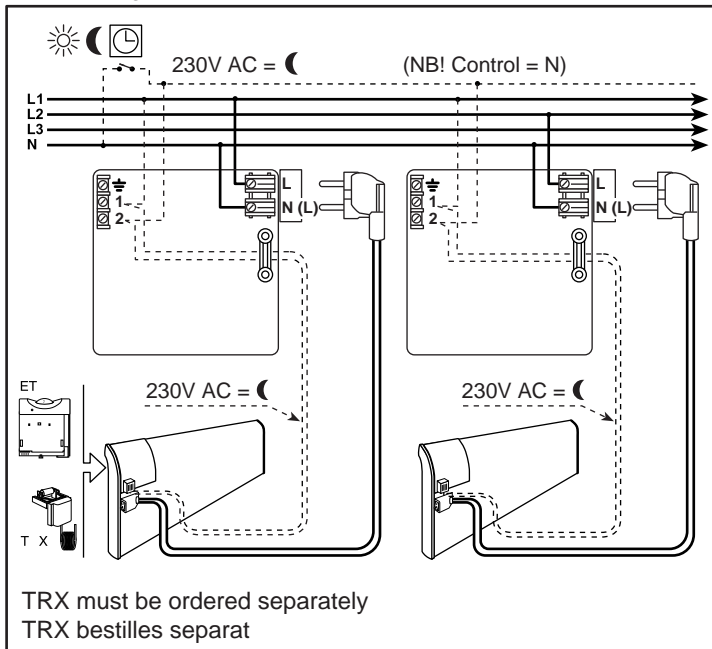 230V AC =
(NB! Control = N)
L1
L2
L3
N
1
2
L
N (L)
1
2
L
N (L)
ET
230V AC =
230V AC =
T X
TRX must be ordered separately
TRX bestilles separat